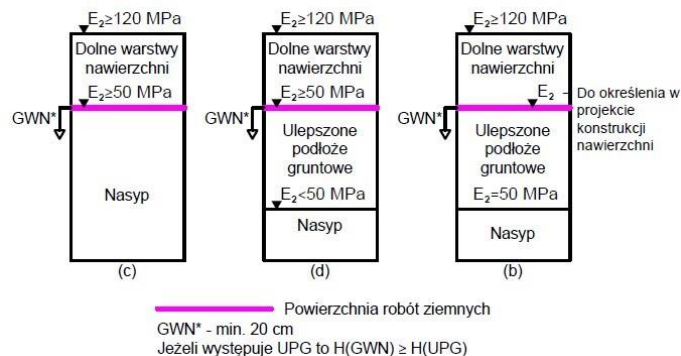 E₂≥120 MPa
Dolne warstwy
nawierzchni
E₂≥50 MPa
GWN*
Nasyp
(c)
E₂≥120 MPa
Dolne warstwy
nawierzchni
E₂≥50 MPa
GWN*
Ulepszone
podłoże
gruntowe
E₂<50 MPa
Nasyp
(d)
E₂≥120 MPa
Dolne warstwy
nawierzchni
E₂ - Do określenia w
projekcie
konstrukcji
nawierzchni
GWN*
Ulepszone
podłoże
gruntowe
E₂=50 MPa
Nasyp
(b)
Powierzchnia robót ziemnych
GWN* - min. 20 cm
Jeżeli występuje UPG to H(GWN) ≥ H(UPG)